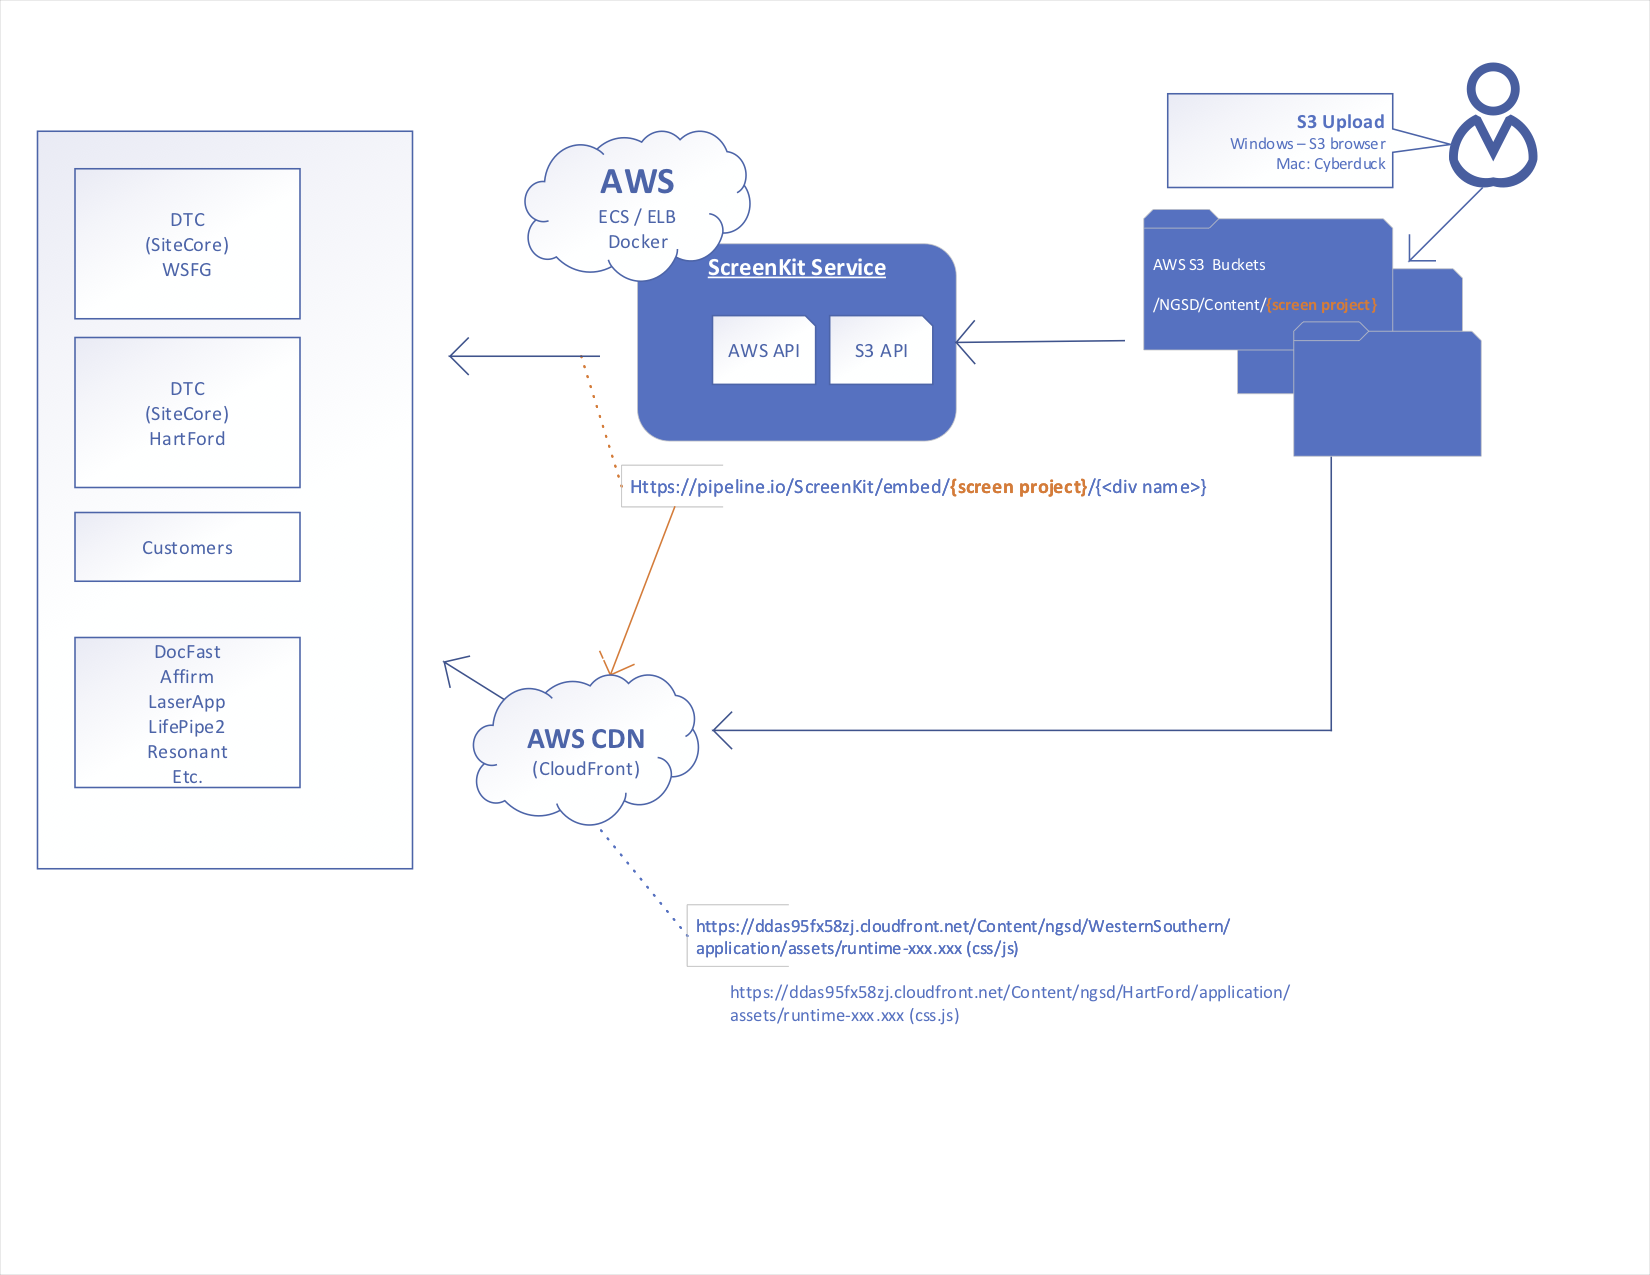 S3 Upload
Windows – S3 browser
Mac: Cyberduck
AWS
ECS / ELB
Docker
ScreenKit Service
AWS API
S3 API
AWS S3 Buckets
/NGSD/Content/{screen project}
DTC
(SiteCore)
WSFG
DTC
(SiteCore)
HartFord
Customers
DocFast
Affirm
LaserApp
LifePipe2
Resonant
Etc.
Https://pipeline.io/ScreenKit/embed/{screen project}/{<div name>}
AWS CDN
(CloudFront)
https://ddas95fx58zj.cloudfront.net/Content/ngsd/WesternSouthern/
application/assets/runtime-xxx.xxx (css/js)
https://ddas95fx58zj.cloudfront.net/Content/ngsd/HartFord/application/
assets/runtime-xxx.xxx (css.js)